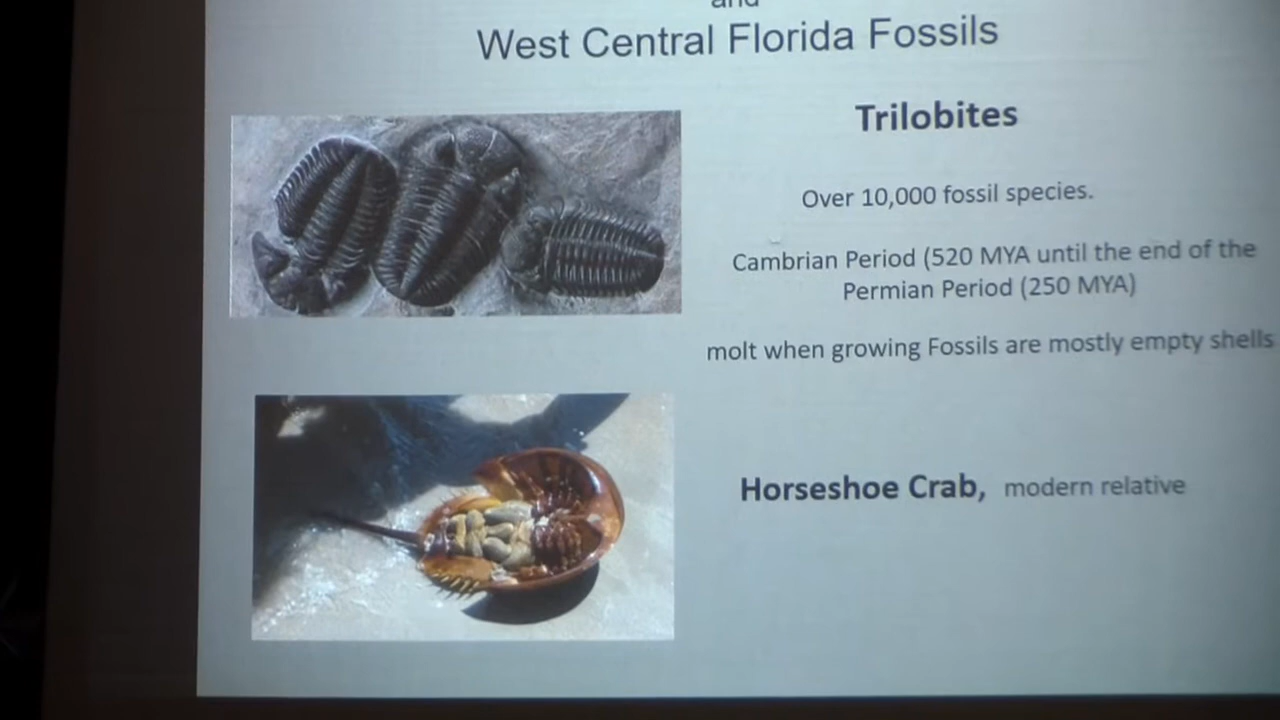 and
West Central Florida Fossils
Trilobites
Over 10,000 fossil species.
Cambrian Period (520 MYA until the end of the
Permian Period (250 MYA)
molt when growing Fossils are mostly empty shells
Horseshoe Crab, modern relative